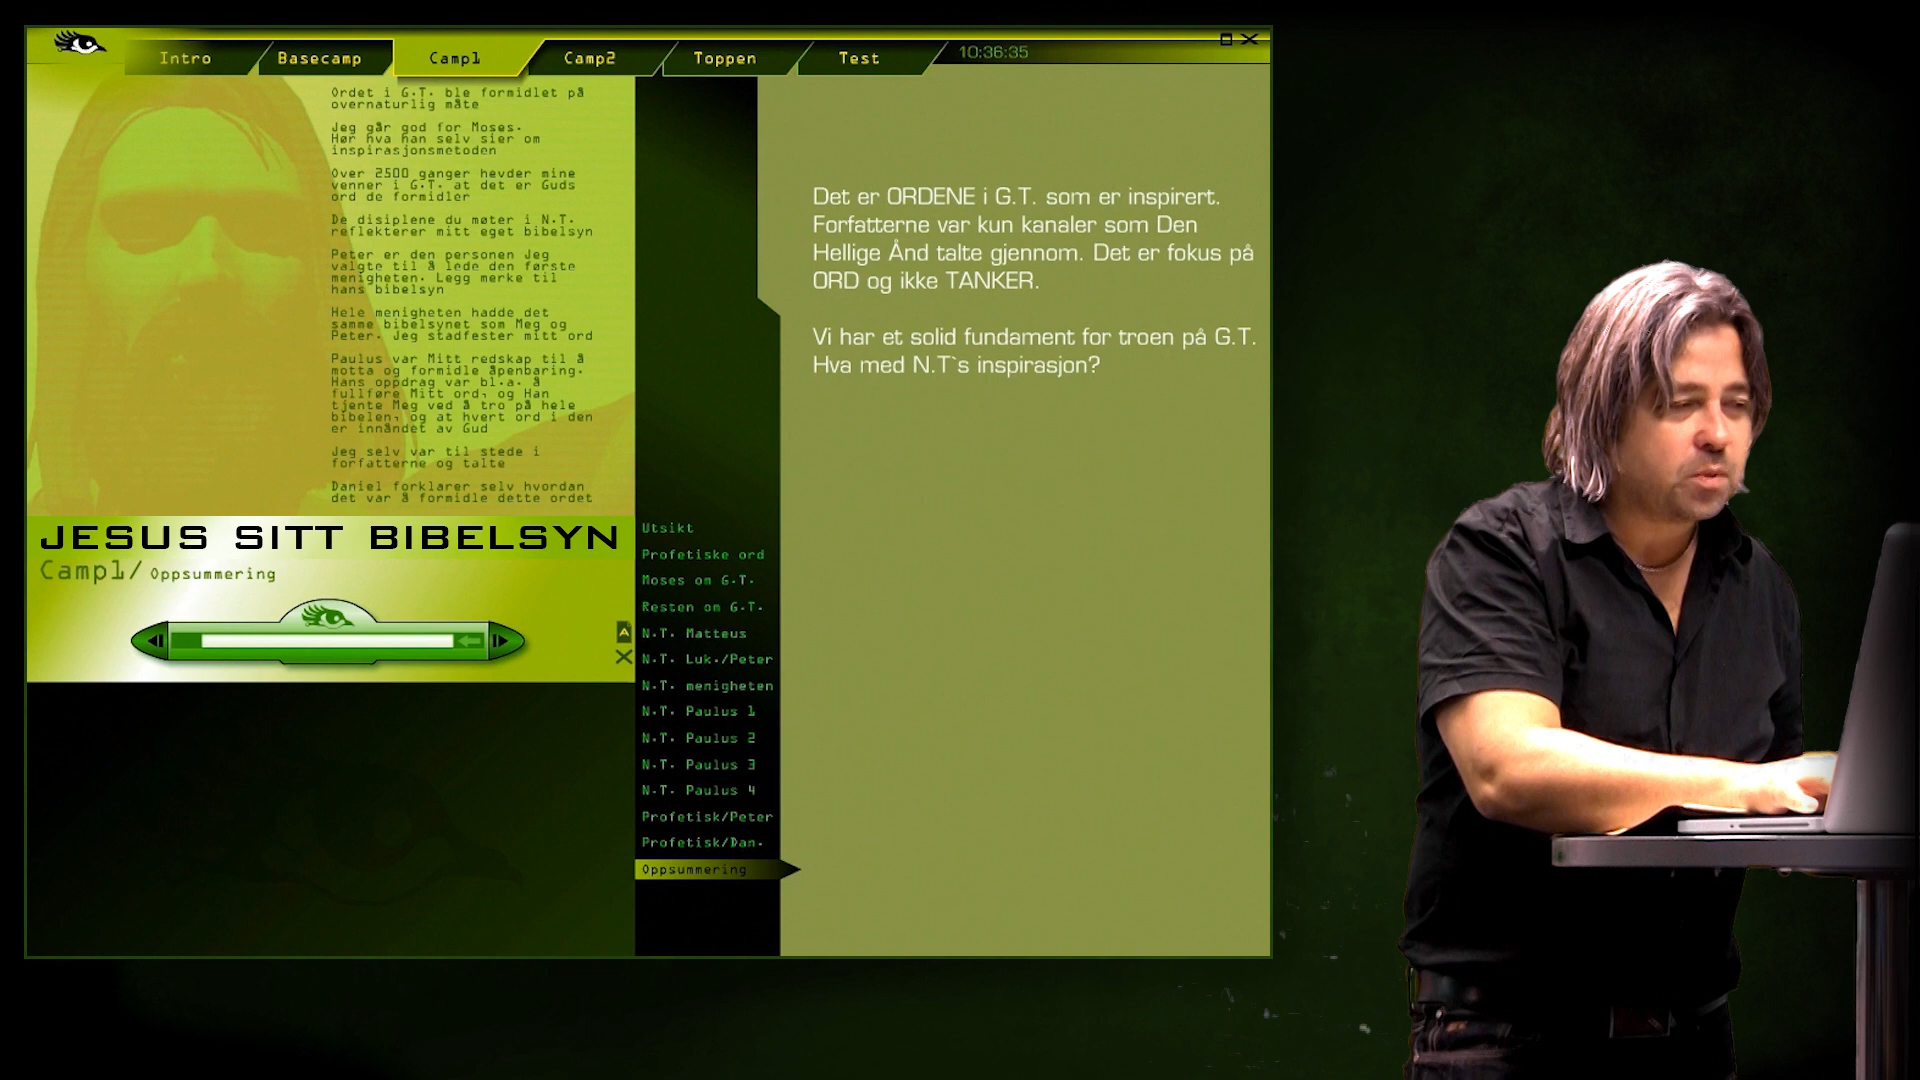 Intro
Basecamp
Camp1
Camp2
Toppen
Test
10:36:35
Ordet i G.T. ble formidlet på
overnaturlig måte
Jeg går god for Moses.
Hør hva han selv sier om
inspirasjonsmetoden
Over 2500 ganger hevder mine
venner i G.T. at det er Guds
ord de formidler
De disiplene du møter i N.T.
reflekterer mitt eget bibelsyn
Peter er den personen Jeg
valgte til å lede den første
menigheten. Legg merke til
hans bibelsyn
Hele menigheten hadde det
samme bibelsynet som Meg og
Peter. Jeg stadfester mitt ord
Paulus var Mitt redskap til å
motta og formidle åpenbaring.
Hans oppdrag var bl.a. å
fullføre Mitt ord, og Han
tjente Meg ved å tro på hele
bibelen, og at hvert ord i den
er innåndet av Gud
Jeg selv var til stede i
forfatterne og talte
Daniel forklarer selv hvordan
det var å formidle dette ordet
JESUS SITT BIBELSYN
Camp1/ Oppsummering
A
Utsikt
Profetiske ord
Moses om G.T.
Resten om G.T.
N.T. Matteus
N.T. Luk./Peter
N.T. menigheten
N.T. Paulus 1
N.T. Paulus 2
N.T. Paulus 3
N.T. Paulus 4
Profetisk/Peter
Profetisk/Dan.
Oppsummering
Det er ORDENE i G.T. som er inspirert.
Forfatterne var kun kanaler som Den
Hellige Ånd talte gjennom. Det er fokus på
ORD og ikke TANKER.
Vi har et solid fundament for troen på G.T.
Hva med N.T`s inspirasjon?